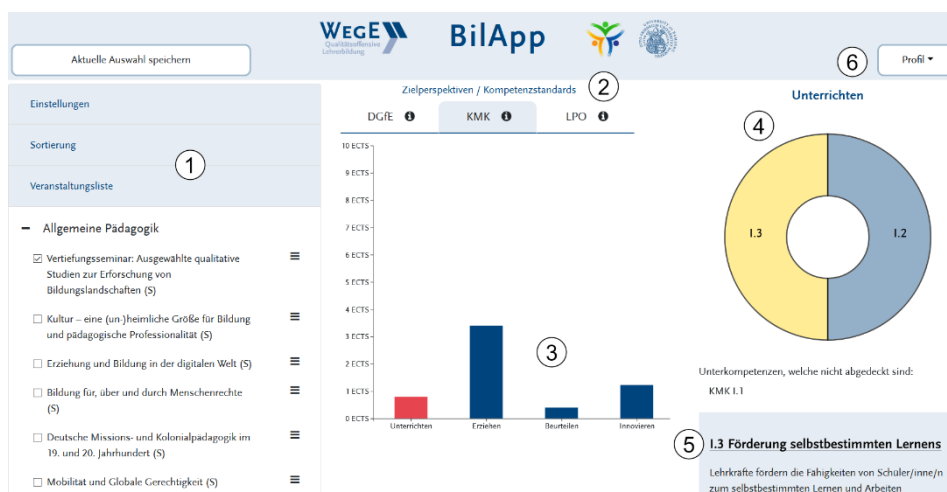 WEGE
Qualitätsoffensive
Lehrerbildung
BilApp
Aktuelle Auswahl speichern
6
Profil
Einstellungen
Sortierung
1
Veranstaltungsliste
− Allgemeine Pädagogik
Vertiefungsseminar: Ausgewählte qualitative
Studien zur Erforschung von
Bildungslandschaften (S)
Kultur – eine (un-)heimliche Größe für Bildung
und pädagogische Professionalität (S)
Erziehung und Bildung in der digitalen Welt (S)
Bildung für, über und durch Menschenrechte
(S)
Deutsche Missions- und Kolonialpädagogik im
19. und 20. Jahrhundert (S)
Mobilität und Globale Gerechtigkeit (S)
Zielperspektiven / Kompetenzstandards
2
DGfE
KMK
LPO
10 ECTS
9 ECTS
8 ECTS
7 ECTS
6 ECTS
5 ECTS
4 ECTS
3 ECTS
2 ECTS
1 ECTS
0 ECTS
3
Unterrichten Erziehen Beurteilen Innovieren
Unterrichten
4
I.3 I.2
Unterkompetenzen, welche nicht abgedeckt sind:
KMK I.1
5
I.3 Förderung selbstbestimmten Lernens
Lehrkräfte fördern die Fähigkeiten von Schüler/inne/n
zum selbstbestimmten Lernen und Arbeiten